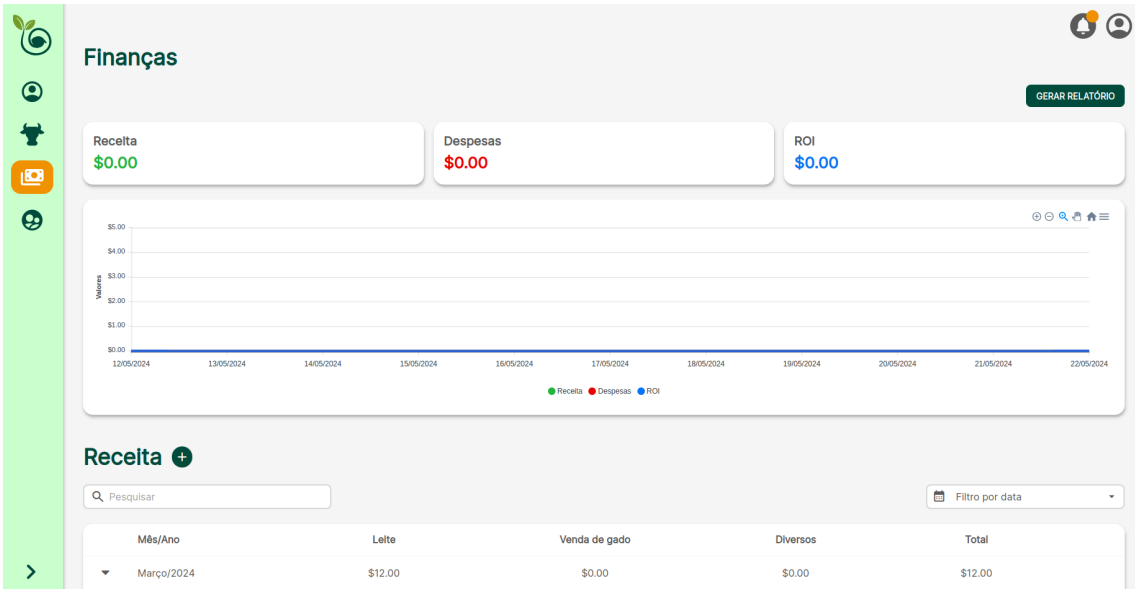 Finanças
GERAR RELATÓRIO
Receita
$0.00
Despesas
$0.00
ROI
$0.00
$5.00
$4.00
$3.00
$2.00
$1.00
$0.00
Valores
12/05/2024 13/05/2024 14/05/2024 15/05/2024 16/05/2024 17/05/2024 18/05/2024 19/05/2024 20/05/2024 21/05/2024 22/05/2024
Receita Despesas ROI
Receita
Pesquisar
Filtro por data
Mês/Ano Leite Venda de gado Diversos Total
Março/2024 $12.00 $0.00 $0.00 $12.00